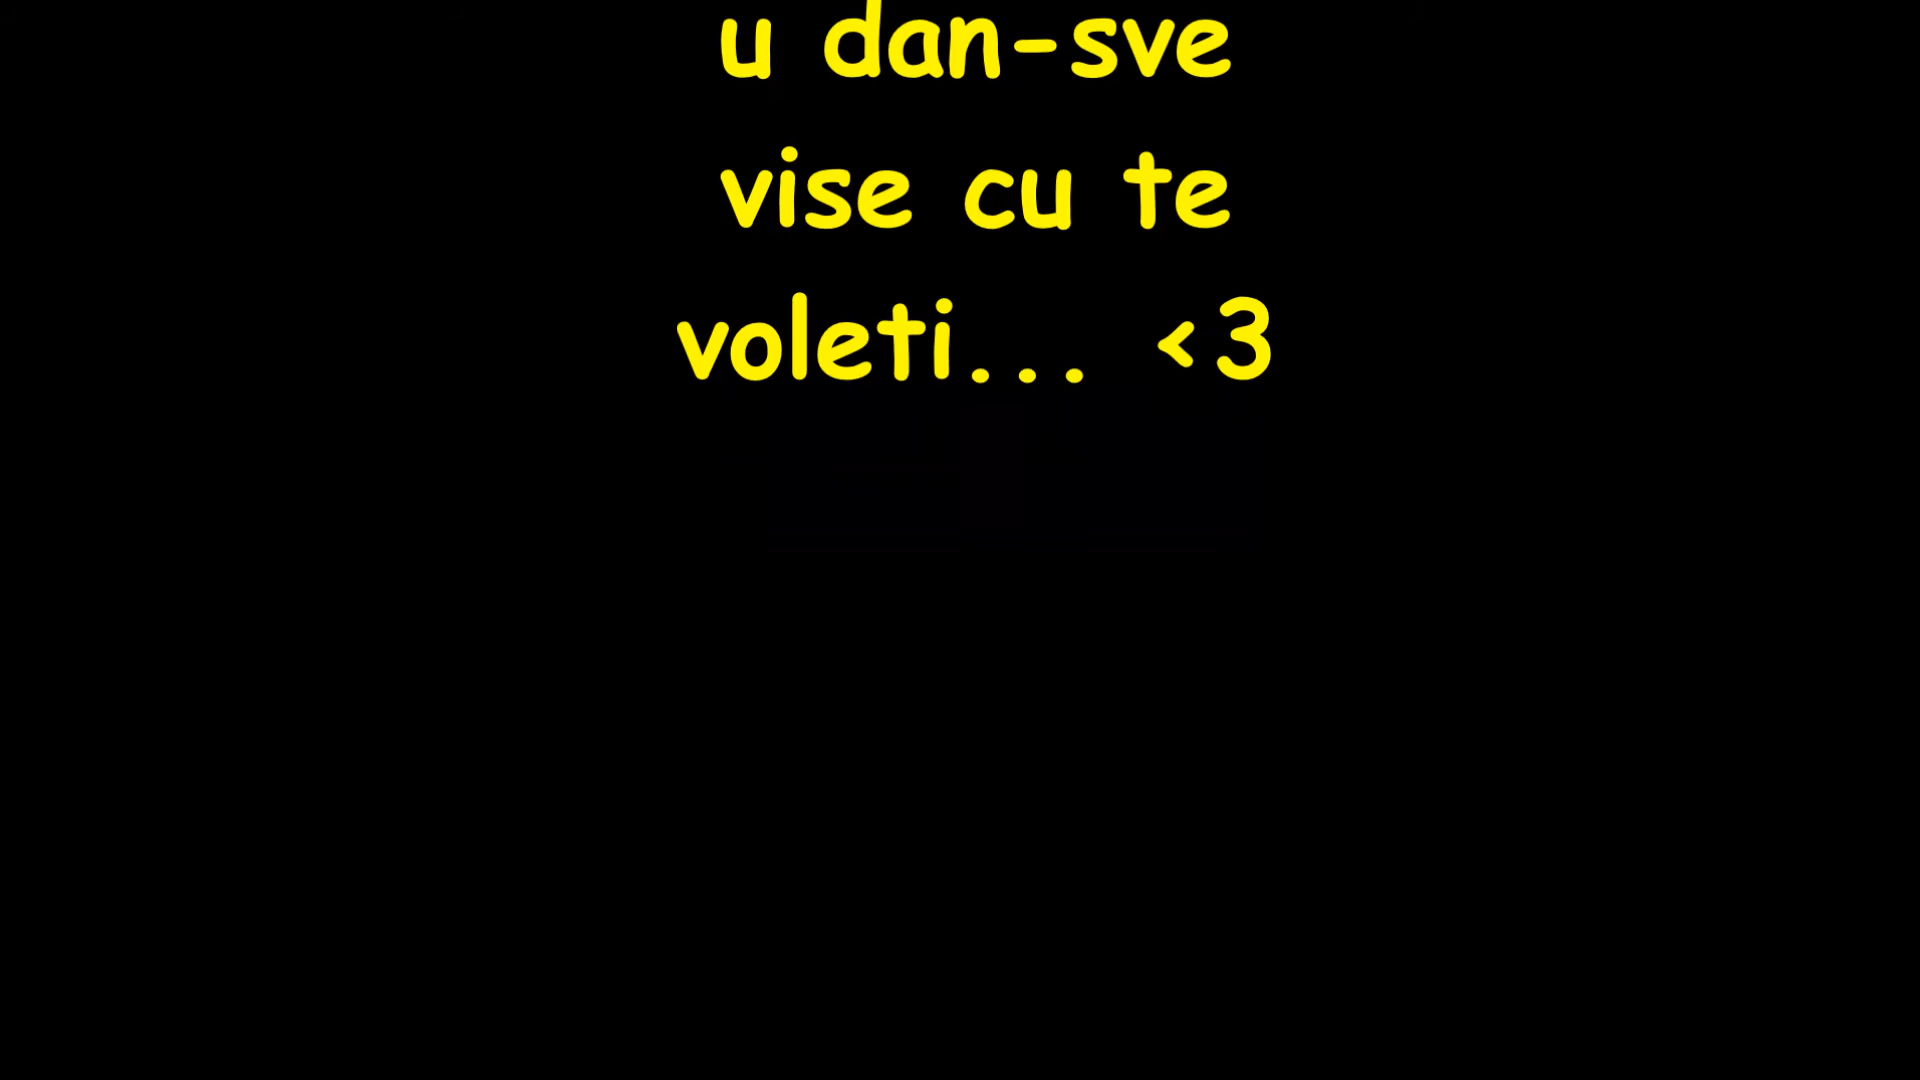 u dan-sve
vise cu te
voleti... <3